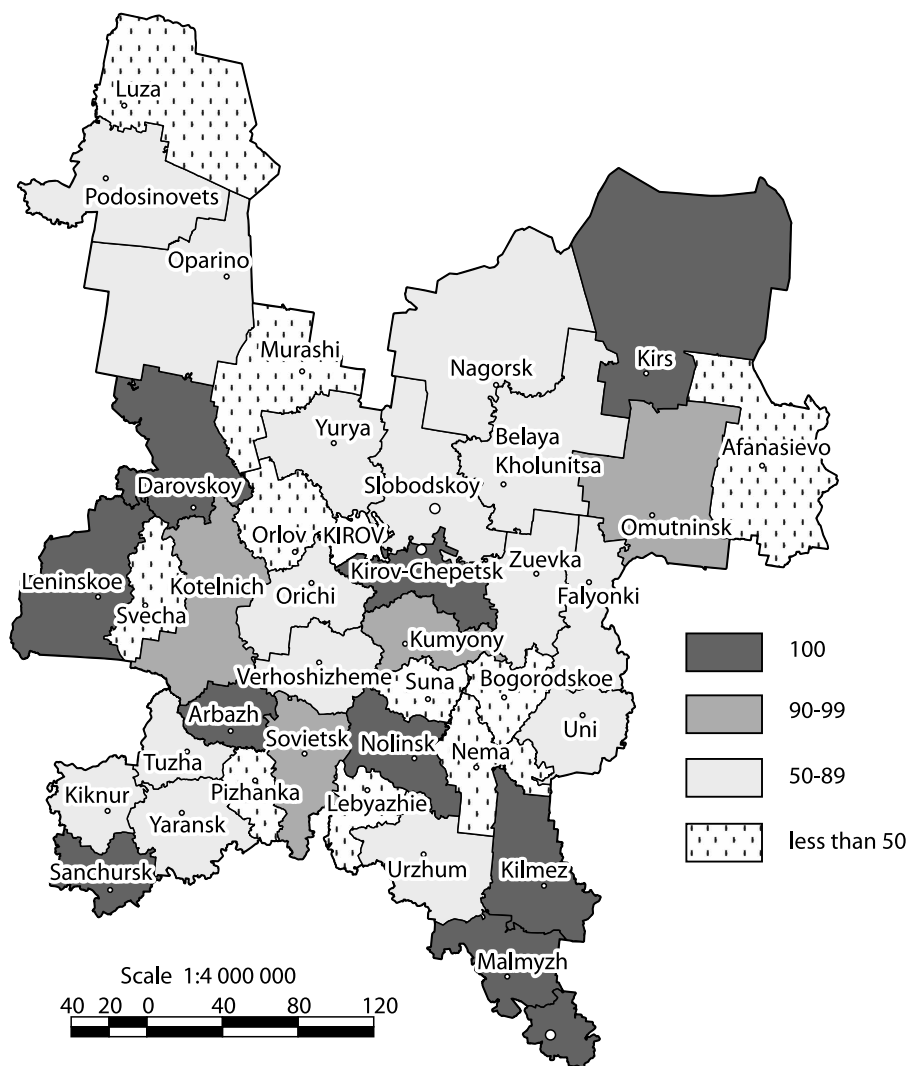 Luza
Podosinovets
Oparino
Murashi
Nagorsk
Kirs
Yurya
Belaya
Kholunitsa
Afanasievo
Darovskoy
Slobodskoy
Omutninsk
Orlov
KIROV
Zuevka
Leninskoe
Kotelnich
Kirov-Chepetsk
Falyonki
Svecha
Orichi
Kumyony
Verhoshizheme
Suna
Bogorodskoe
Arbazh
Uni
Sovietsk
Nolinsk
Nema
Tuzha
Kiknur
Pizhanka
Lebyazhie
Yaransk
Sanchursk
Urzhum
Kilmez
Malmyzh
100
90-99
50-89
less than 50
Scale 1:4 000 000
40 20 0 40 80 120